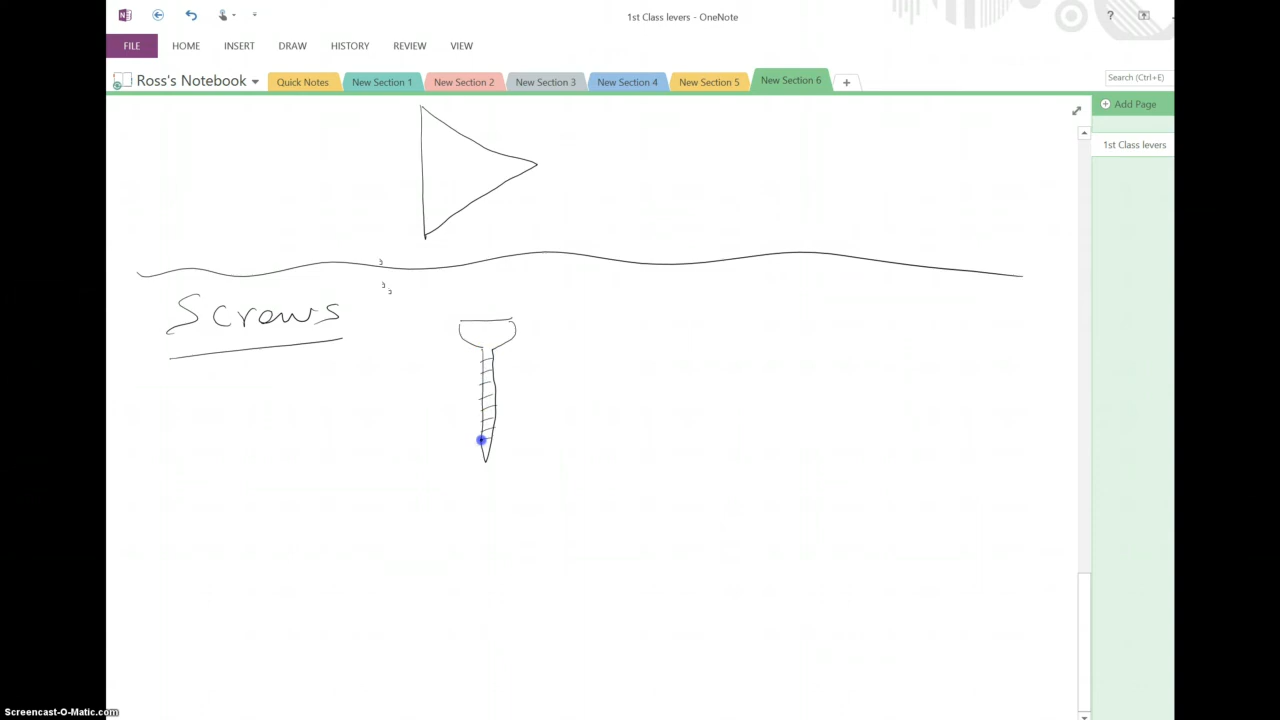 1st Class levers - OneNote
?
FILE HOME INSERT DRAW HISTORY REVIEW VIEW
Ross's Notebook Quick Notes New Section 1 New Section 2 New Section 3 New Section 4 New Section 5 New Section 6 + Search (Ctrl+E)
+ Add Page
1st Class levers
Screws
Screencast-O-Matic.com